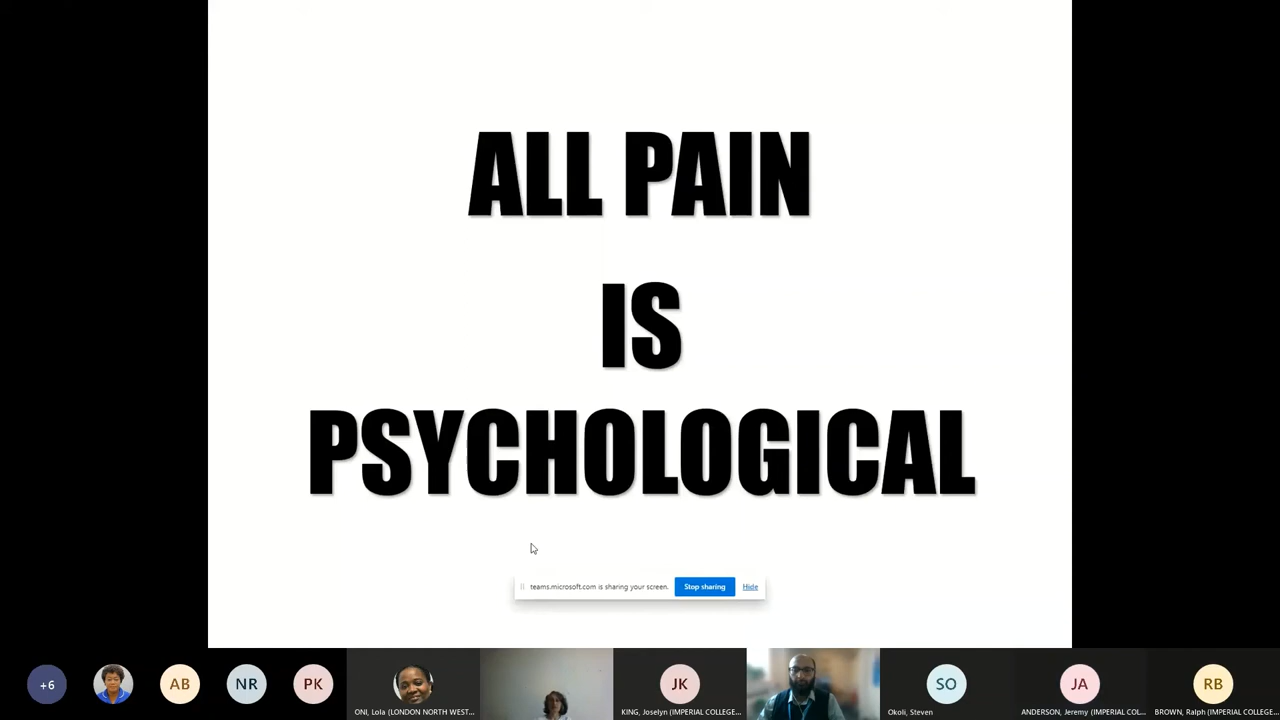 ALL PAIN
IS
PSYCHOLOGICAL
teams.microsoft.com is sharing your screen.
Stop sharing
Hide
+6
AB
NR
PK
JK
SO
JA
RB
ONI, Lola (LONDON NORTH WEST...
KING, Joselyn (IMPERIAL COLLEGE...
Okoli, Steven
ANDERSON, Jeremy (IMPERIAL COL...
BROWN, Ralph (IMPERIAL COLLEG...